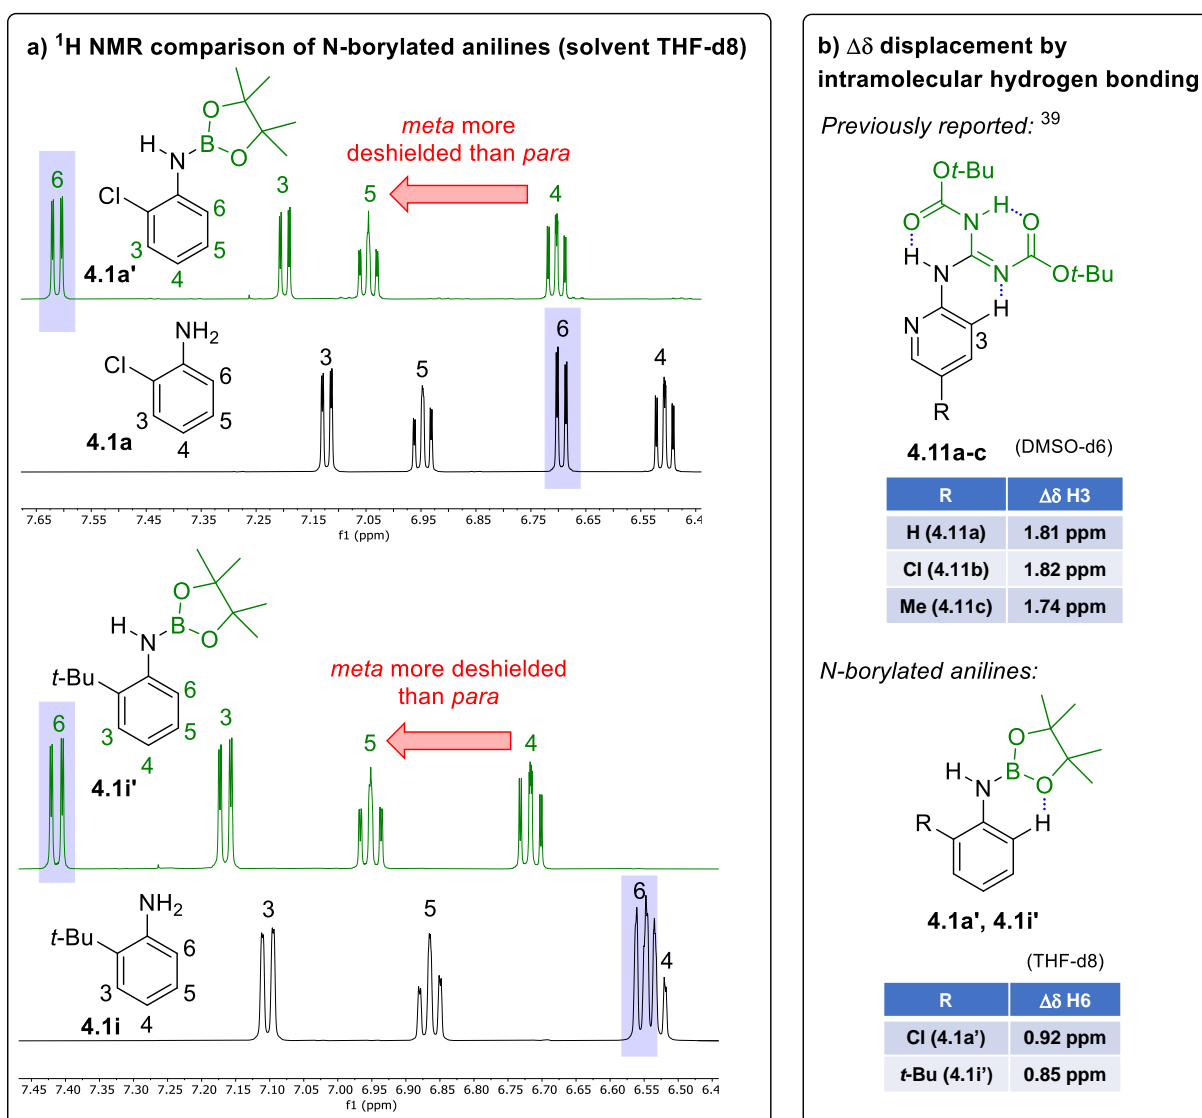 a) ¹H NMR comparison of N-borylated anilines (solvent THF-d8)
O
H
B
N
O
Cl
6
3
5
4
4.1a'
6
3
5
4
meta more
deshielded than para
NH₂
Cl
6
3
5
4
4.1a
3
5
6
4
7.65 7.55 7.45 7.35 7.25 7.15 7.05 6.95 6.85 6.75 6.65 6.55 6.4
f1 (ppm)
O
H
B
N
O
t-Bu
6
3
5
4
4.1i'
6
3
5
4
meta more deshielded
than para
NH₂
t-Bu
6
3
5
4
4.1i
3
5
6
4
7.45 7.40 7.35 7.30 7.25 7.20 7.15 7.10 7.05 7.00 6.95 6.90 6.85 6.80 6.75 6.70 6.65 6.60 6.55 6.50 6.45 6.4
f1 (ppm)
b) Δδ displacement by
intramolecular hydrogen bonding
Previously reported: ³⁹
Ot-Bu
O
H
O
N
H
N
N
Ot-Bu
H
N
3
R
4.11a-c
(DMSO-d6)
R Δδ H3
H (4.11a) 1.81 ppm
Cl (4.11b) 1.82 ppm
Me (4.11c) 1.74 ppm
N-borylated anilines:
O
H
B
N
O
R
H
4.1a', 4.1i'
(THF-d8)
R Δδ H6
Cl (4.1a’) 0.92 ppm
t-Bu (4.1i’) 0.85 ppm